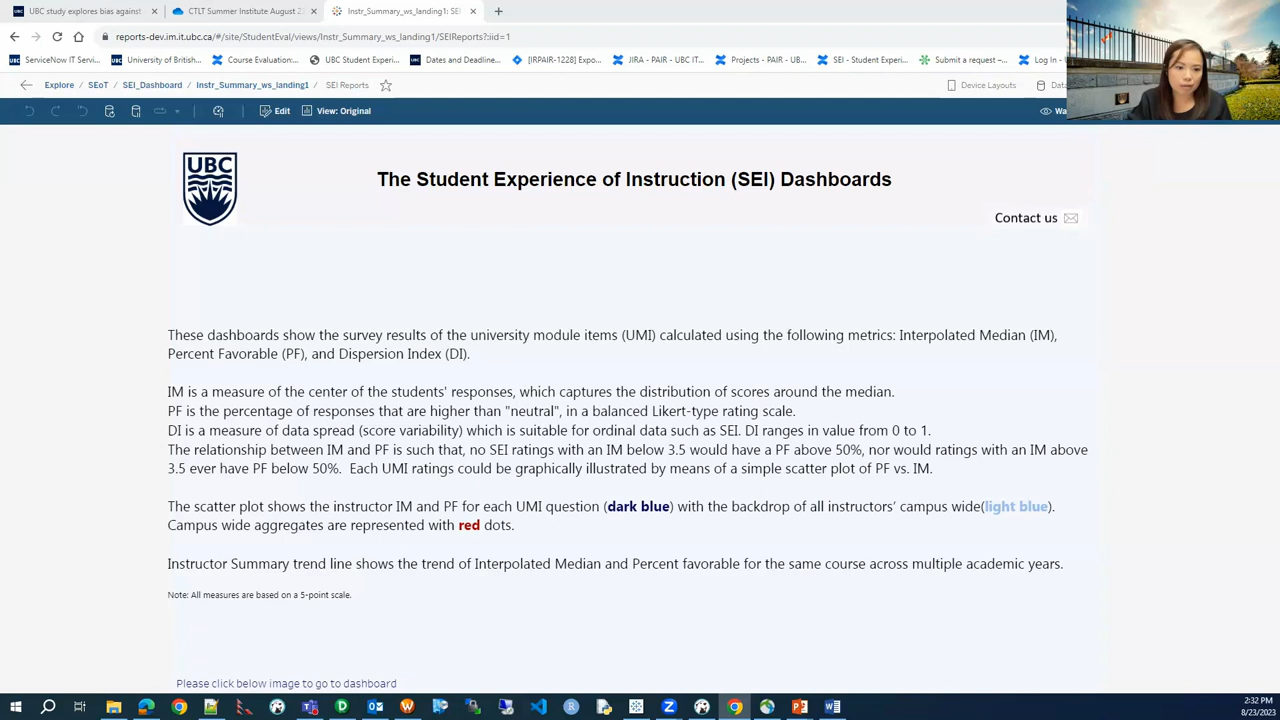 UBC study explores bias against
CTLT Summer Institute August 2
Instr_Summary_ws_landing1: SEI
reports-dev.im.it.ubc.ca/#/site/StudentEval/views/Instr_Summary_ws_landing1/SEIReports?:iid=1
ServiceNow IT Servi...
University of British...
Course Evaluation:...
UBC Student Experi...
Dates and Deadline...
[IRPAIR-1228] [Expo...
JIRA - PAIR - UBC IT...
Projects - PAIR - UB...
SEI - Student Experi...
Submit a request –...
Log In -
Explore
SEoT
SEI_Dashboard
Instr_Summary_ws_landing1
SEI Reports
Device Layouts
Data
Edit
View: Original
Wa
UBC
The Student Experience of Instruction (SEI) Dashboards
Contact us
These dashboards show the survey results of the university module items (UMI) calculated using the following metrics: Interpolated Median (IM),
Percent Favorable (PF), and Dispersion Index (DI).
IM is a measure of the center of the students' responses, which captures the distribution of scores around the median.
PF is the percentage of responses that are higher than "neutral", in a balanced Likert-type rating scale.
DI is a measure of data spread (score variability) which is suitable for ordinal data such as SEI. DI ranges in value from 0 to 1.
The relationship between IM and PF is such that, no SEI ratings with an IM below 3.5 would have a PF above 50%, nor would ratings with an IM above
3.5 ever have PF below 50%. Each UMI ratings could be graphically illustrated by means of a simple scatter plot of PF vs. IM.
The scatter plot shows the instructor IM and PF for each UMI question (dark blue) with the backdrop of all instructors' campus wide(light blue).
Campus wide aggregates are represented with red dots.
Instructor Summary trend line shows the trend of Interpolated Median and Percent favorable for the same course across multiple academic years.
Note: All measures are based on a 5-point scale.
Please click below image to go to dashboard
2:32 PM
8/23/2023